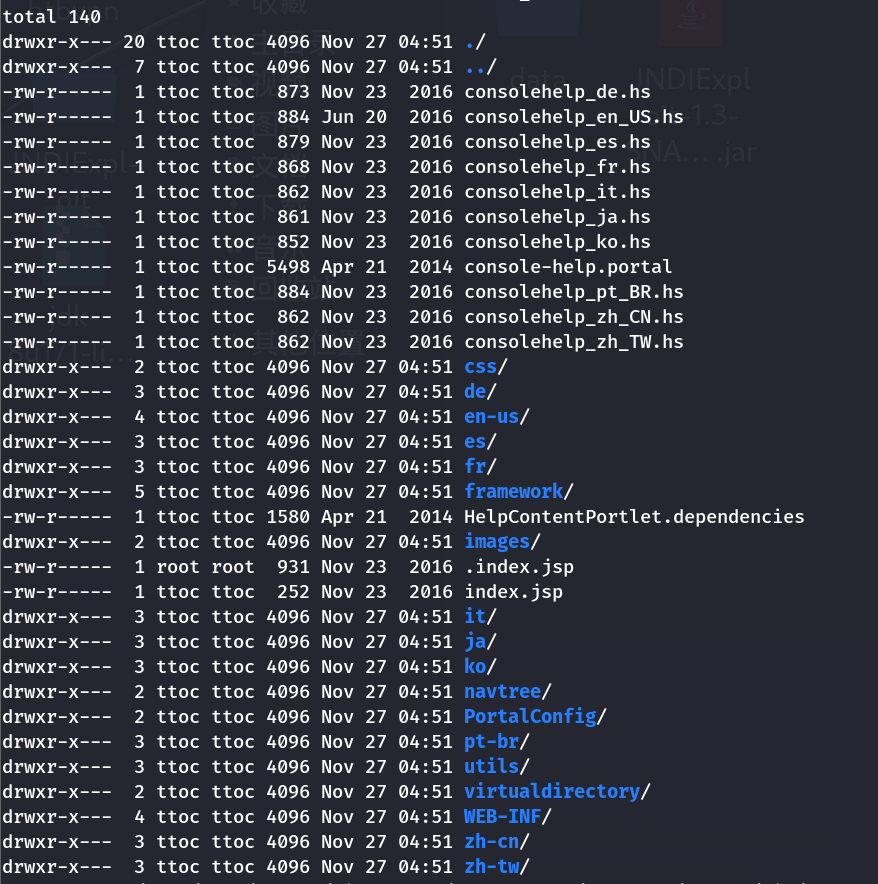 total 140
drwxr-x--- 20 ttoc ttoc 4096 Nov 27 04:51 ./
drwxr-x---  7 ttoc ttoc 4096 Nov 27 04:51 ../
-rw-r-----  1 ttoc ttoc  873 Nov 23  2016 consolehelp_de.hs
-rw-r-----  1 ttoc ttoc  884 Jun 20  2016 consolehelp_en_US.hs
-rw-r-----  1 ttoc ttoc  879 Nov 23  2016 consolehelp_es.hs
-rw-r-----  1 ttoc ttoc  868 Nov 23  2016 consolehelp_fr.hs
-rw-r-----  1 ttoc ttoc  862 Nov 23  2016 consolehelp_it.hs
-rw-r-----  1 ttoc ttoc  861 Nov 23  2016 consolehelp_ja.hs
-rw-r-----  1 ttoc ttoc  852 Nov 23  2016 consolehelp_ko.hs
-rw-r-----  1 ttoc ttoc 5498 Apr 21  2014 console-help.portal
-rw-r-----  1 ttoc ttoc  884 Nov 23  2016 consolehelp_pt_BR.hs
-rw-r-----  1 ttoc ttoc  862 Nov 23  2016 consolehelp_zh_CN.hs
-rw-r-----  1 ttoc ttoc  862 Nov 23  2016 consolehelp_zh_TW.hs
drwxr-x---  2 ttoc ttoc 4096 Nov 27 04:51 css/
drwxr-x---  3 ttoc ttoc 4096 Nov 27 04:51 de/
drwxr-x---  4 ttoc ttoc 4096 Nov 27 04:51 en-us/
drwxr-x---  3 ttoc ttoc 4096 Nov 27 04:51 es/
drwxr-x---  3 ttoc ttoc 4096 Nov 27 04:51 fr/
drwxr-x---  5 ttoc ttoc 4096 Nov 27 04:51 framework/
-rw-r-----  1 ttoc ttoc 1580 Apr 21  2014 HelpContentPortlet.dependencies
drwxr-x---  2 ttoc ttoc 4096 Nov 27 04:51 images/
-rw-r-----  1 root root  931 Nov 23  2016 .index.jsp
-rw-r-----  1 ttoc ttoc  252 Nov 23  2016 index.jsp
drwxr-x---  3 ttoc ttoc 4096 Nov 27 04:51 it/
drwxr-x---  3 ttoc ttoc 4096 Nov 27 04:51 ja/
drwxr-x---  3 ttoc ttoc 4096 Nov 27 04:51 ko/
drwxr-x---  2 ttoc ttoc 4096 Nov 27 04:51 navtree/
drwxr-x---  2 ttoc ttoc 4096 Nov 27 04:51 PortalConfig/
drwxr-x---  3 ttoc ttoc 4096 Nov 27 04:51 pt-br/
drwxr-x---  3 ttoc ttoc 4096 Nov 27 04:51 utils/
drwxr-x---  2 ttoc ttoc 4096 Nov 27 04:51 virtualdirectory/
drwxr-x---  4 ttoc ttoc 4096 Nov 27 04:51 WEB-INF/
drwxr-x---  3 ttoc ttoc 4096 Nov 27 04:51 zh-cn/
drwxr-x---  3 ttoc ttoc 4096 Nov 27 04:51 zh-tw/